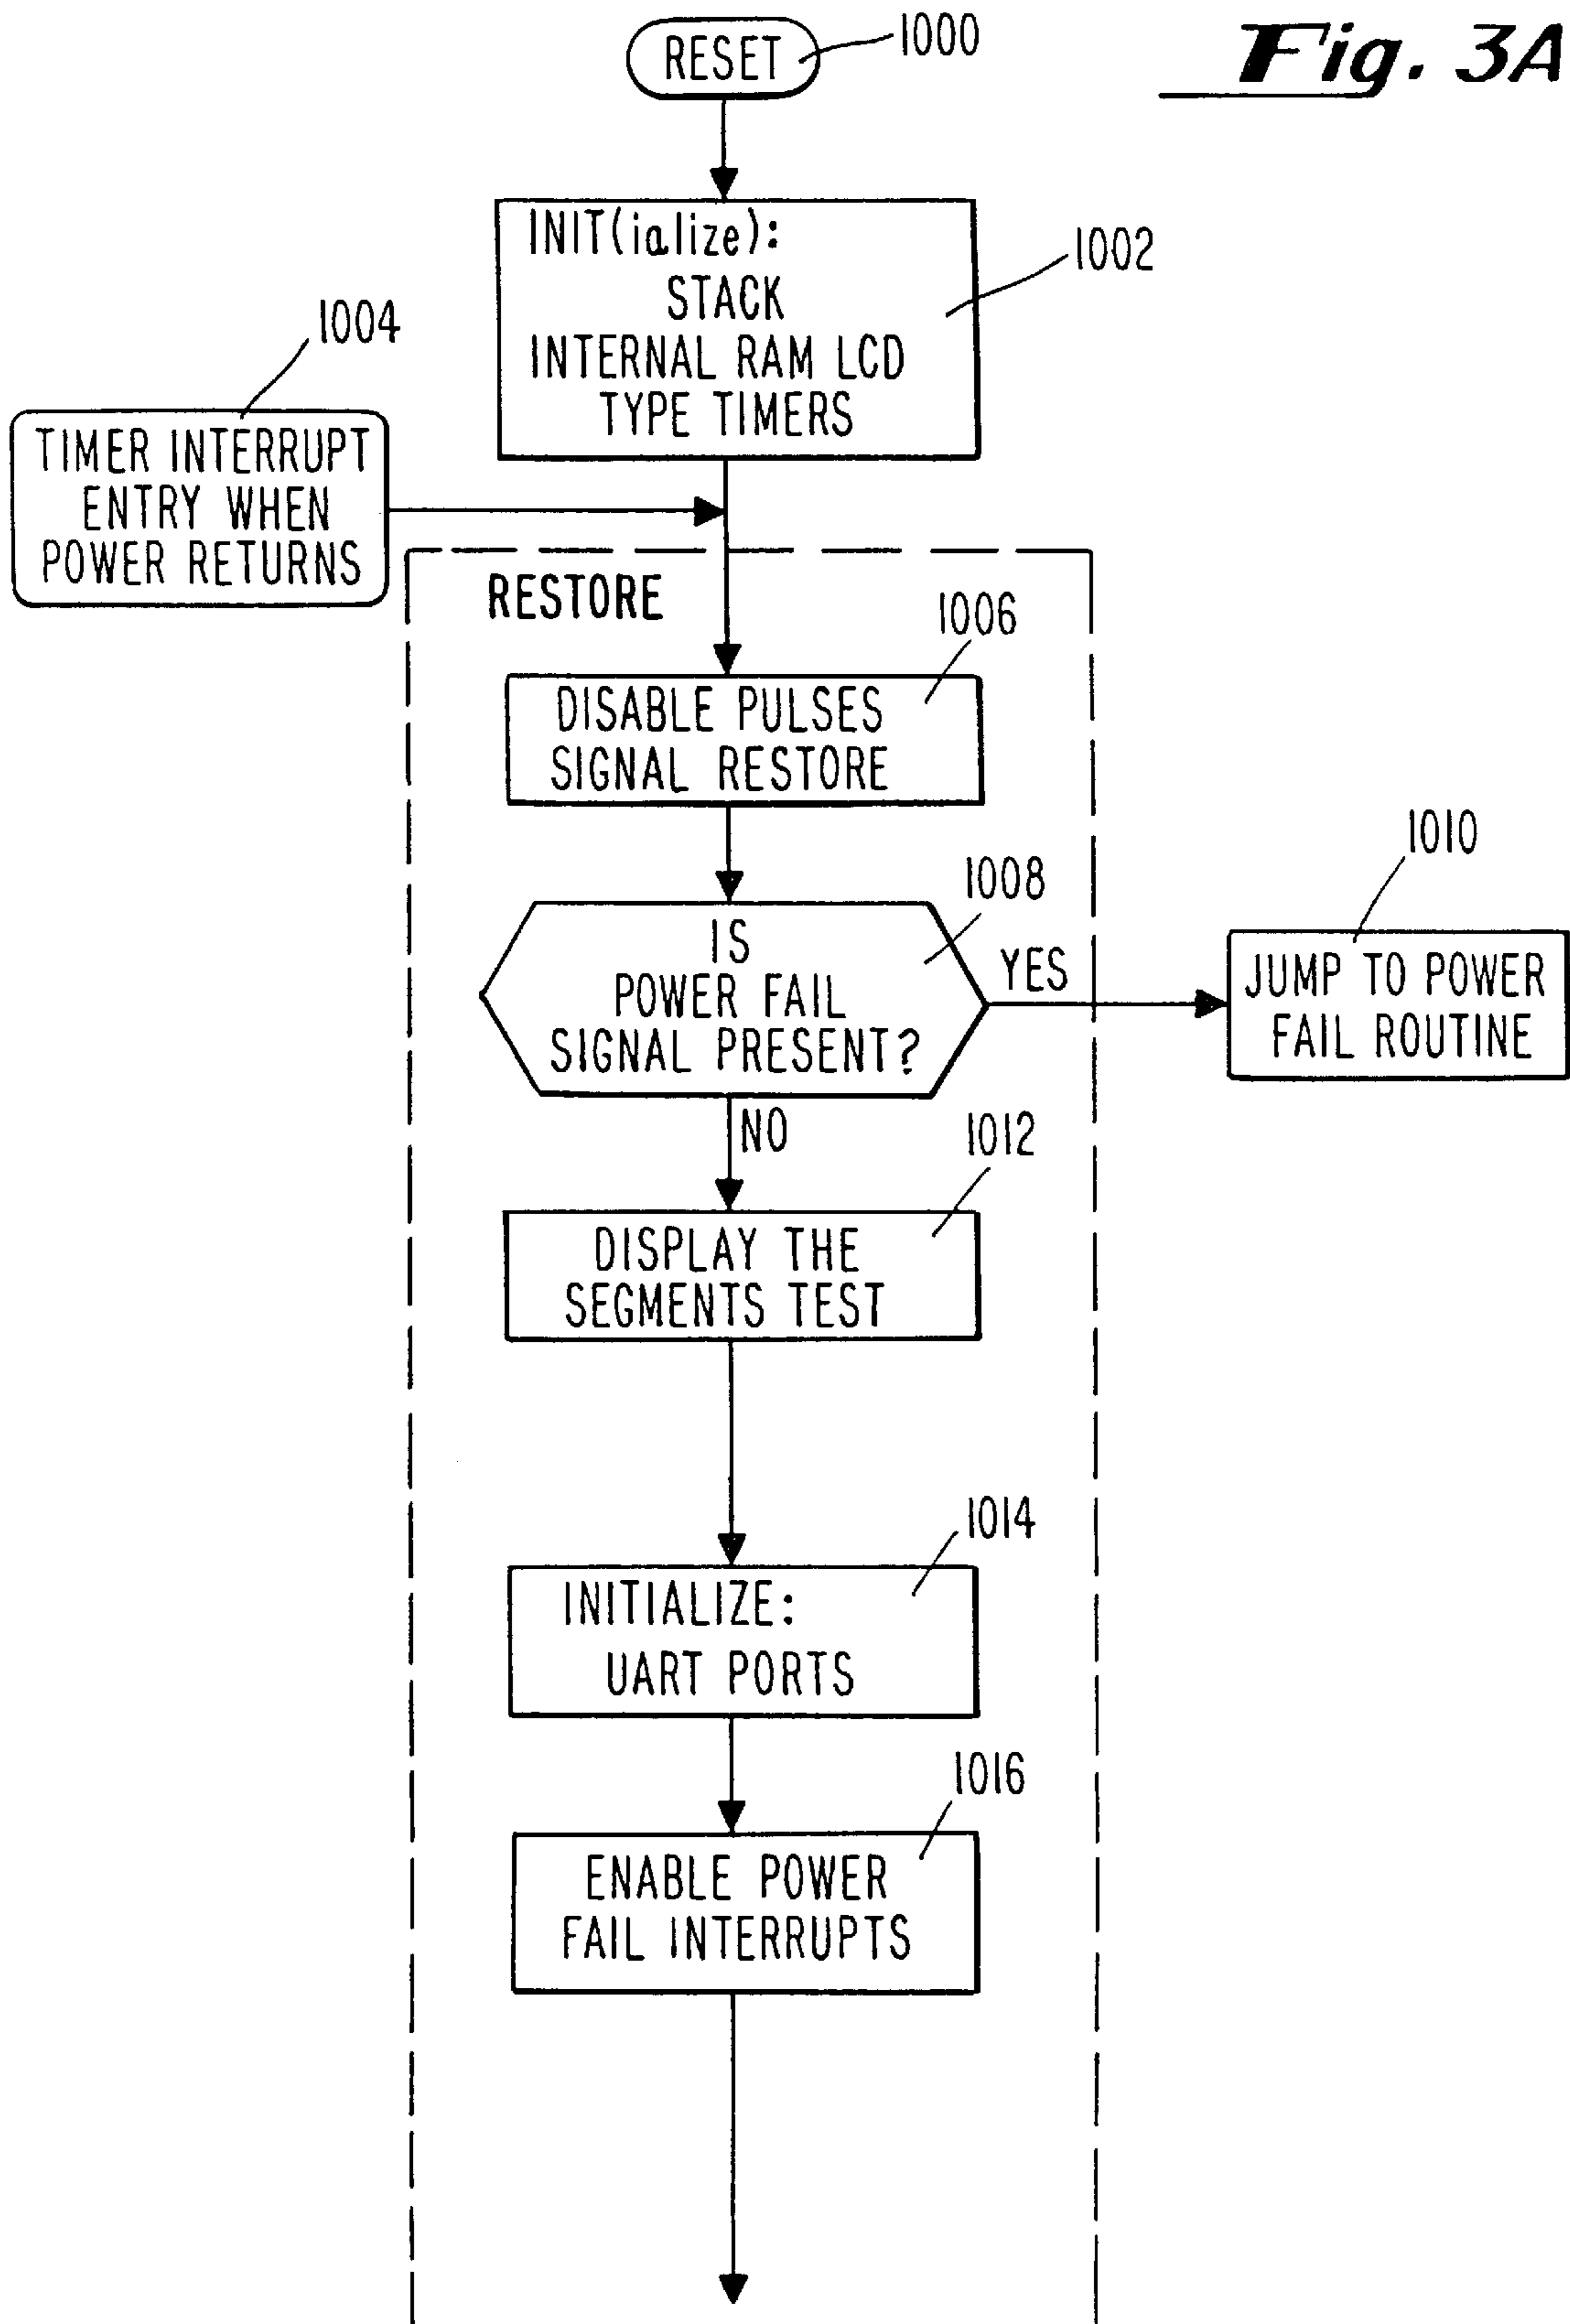 Fig. 3A
RESET
1000
INIT(ialize):
STACK
INTERNAL RAM LCD
TYPE TIMERS
1002
1004
TIMER INTERRUPT
ENTRY WHEN
POWER RETURNS
RESTORE
1006
DISABLE PULSES
SIGNAL RESTORE
1008
IS
POWER FAIL
SIGNAL PRESENT?
YES
1010
JUMP TO POWER
FAIL ROUTINE
NO
1012
DISPLAY THE
SEGMENTS TEST
1014
INITIALIZE:
UART PORTS
1016
ENABLE POWER
FAIL INTERRUPTS